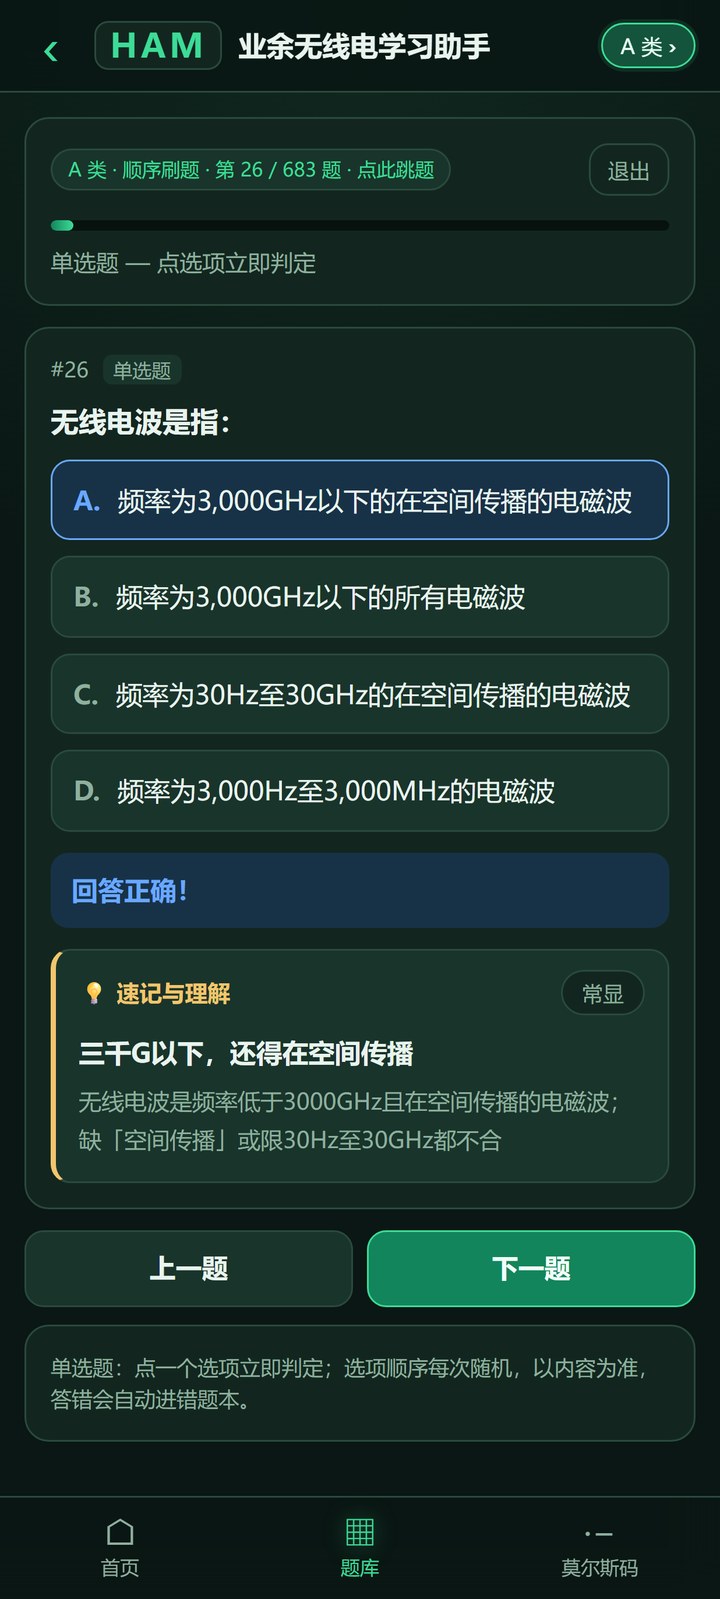 ‹ HAM 业余无线电学习助手 A 类 ›
A 类 · 顺序刷题 · 第 26 / 683 题 · 点此跳题 退出
单选题 — 点选项立即判定
#26 单选题
无线电波是指：
A. 频率为3,000GHz以下的在空间传播的电磁波
B. 频率为3,000GHz以下的所有电磁波
C. 频率为30Hz至30GHz的在空间传播的电磁波
D. 频率为3,000Hz至3,000MHz的电磁波
回答正确！
💡 速记与理解 常显
三千G以下，还得在空间传播
无线电波是频率低于3000GHz且在空间传播的电磁波；
缺「空间传播」或限30Hz至30GHz都不合
上一题 下一题
单选题：点一个选项立即判定；选项顺序每次随机，以内容为准，
答错会自动进错题本。
首页 题库 莫尔斯码